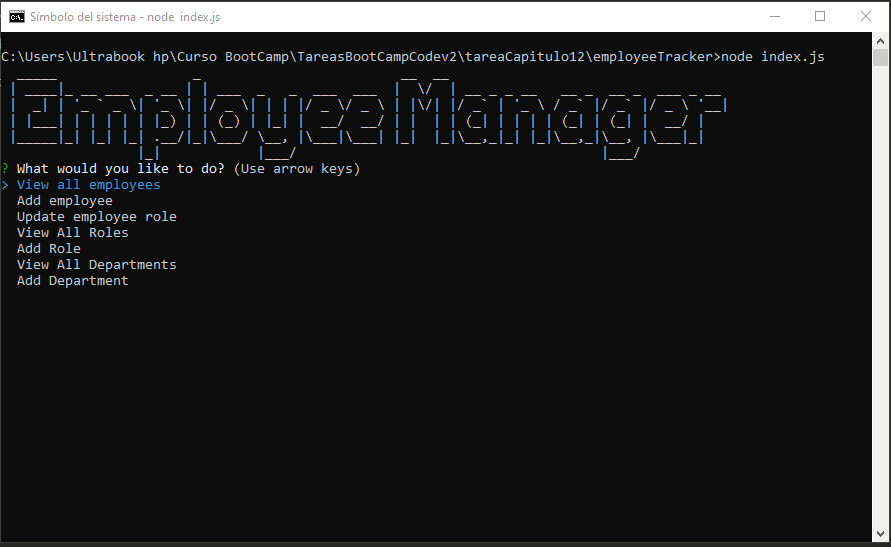 Símbolo del sistema - node  index.js
C:\Users\Ultrabook hp\Curso BootCamp\TareasBootCampCodev2\tareaCapitulo12\employeeTracker>node index.js
EmployeeManager
? What would you like to do? (Use arrow keys)
> View all employees
Add employee
Update employee role
View All Roles
Add Role
View All Departments
Add Department